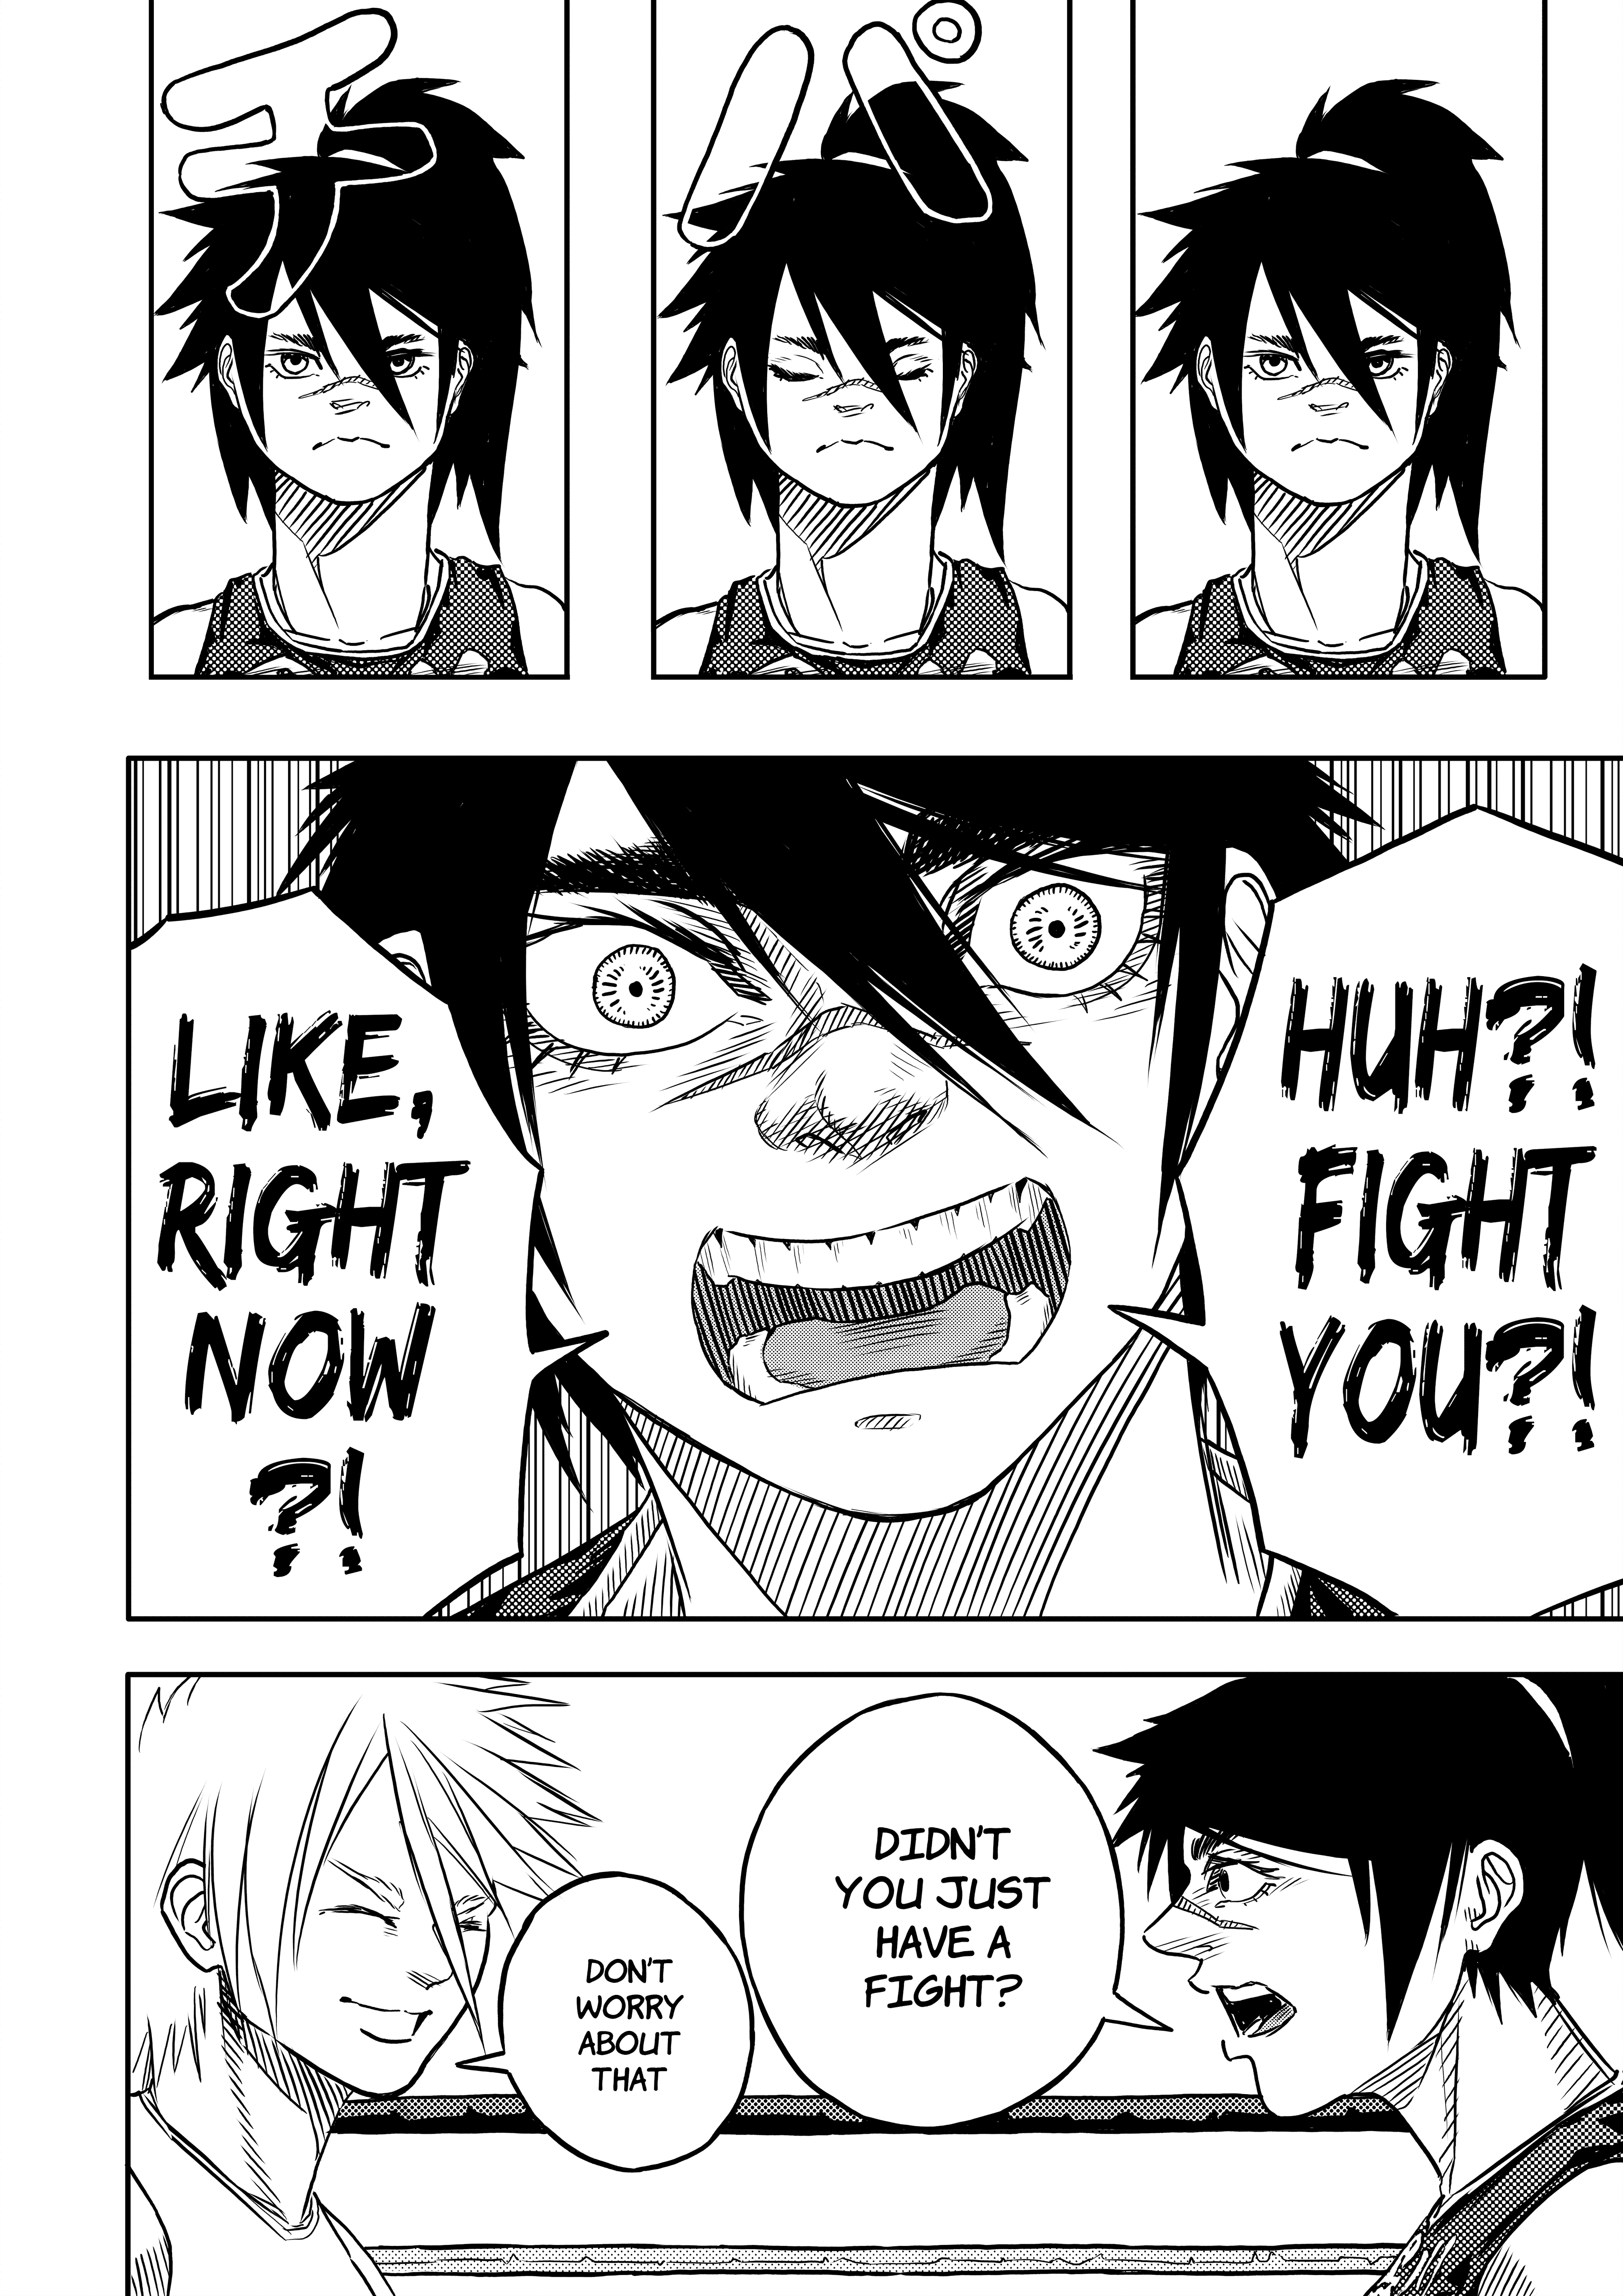 パ
チ
HUH?!
FIGHT
YOU?!
LIKE,
RIGHT
NOW
?!
DIDN'T
YOU JUST
HAVE A
FIGHT?
DON'T
WORRY
ABOUT
THAT